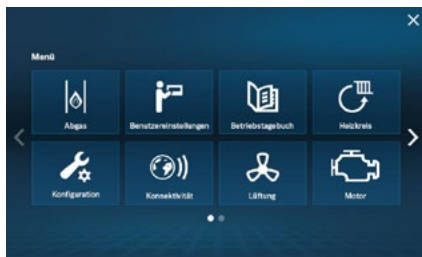 Menü
Abgas
Benutzereinstellungen
Betriebstagebuch
Heizkreis
Konfiguration
Konnektivität
Lüftung
Motor